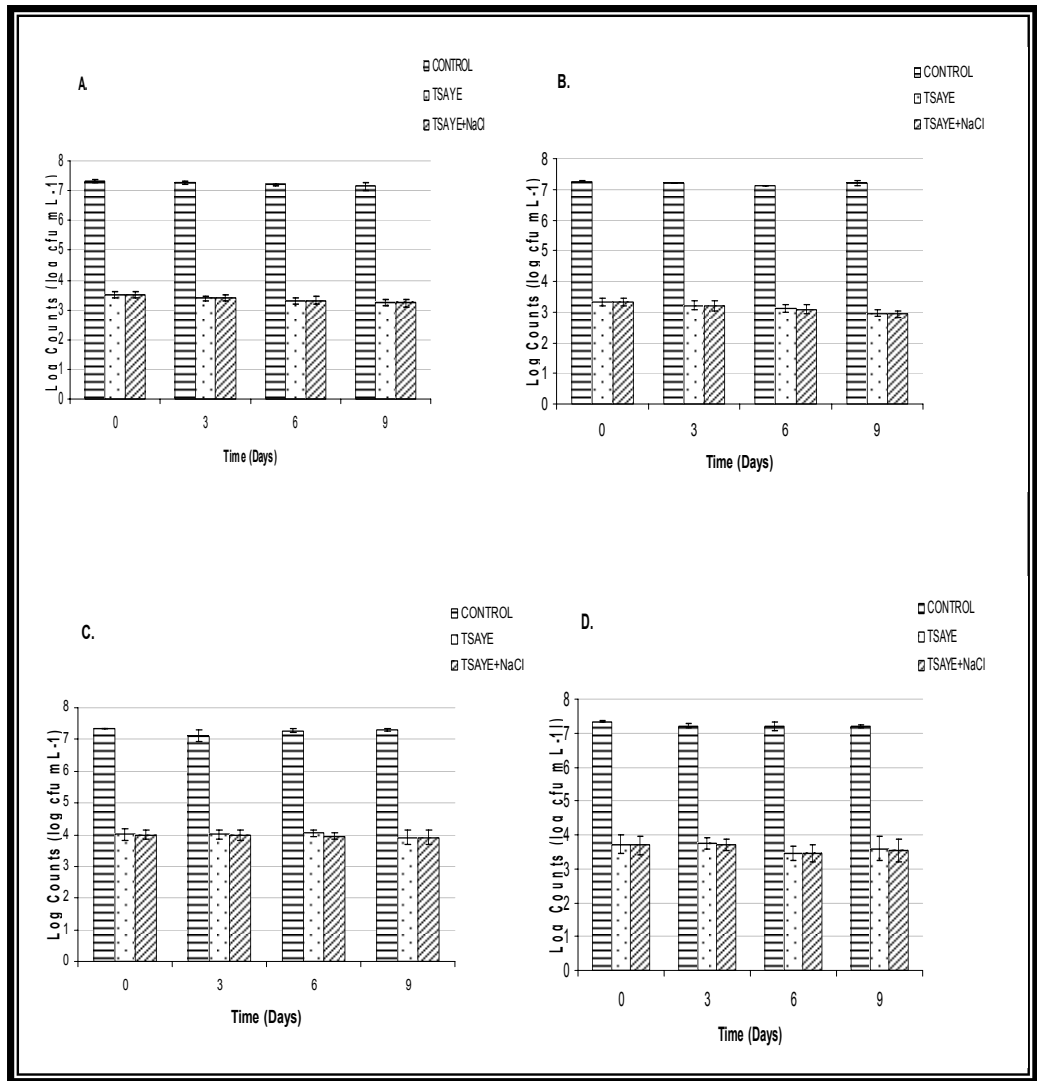 A.
CONTROL
TSAYE
TSAYE+NaCl
Log Counts (log cfu mL-1)
8
7
6
5
4
3
2
1
0
0 3 6 9
Time (Days)
B.
CONTROL
TSAYE
TSAYE+NaCl
Log Counts (log cfu mL-1)
8
7
6
5
4
3
2
1
0
0 3 6 9
Time (Days)
C.
CONTROL
TSAYE
TSAYE+NaCl
Log Counts (log cfu mL-1)
8
7
6
5
4
3
2
1
0
0 3 6 9
Time (Days)
D.
CONTROL
TSAYE
TSAYE+NaCl
Log Counts (log cfu mL-1)
8
7
6
5
4
3
2
1
0
0 3 6 9
Time (Days)